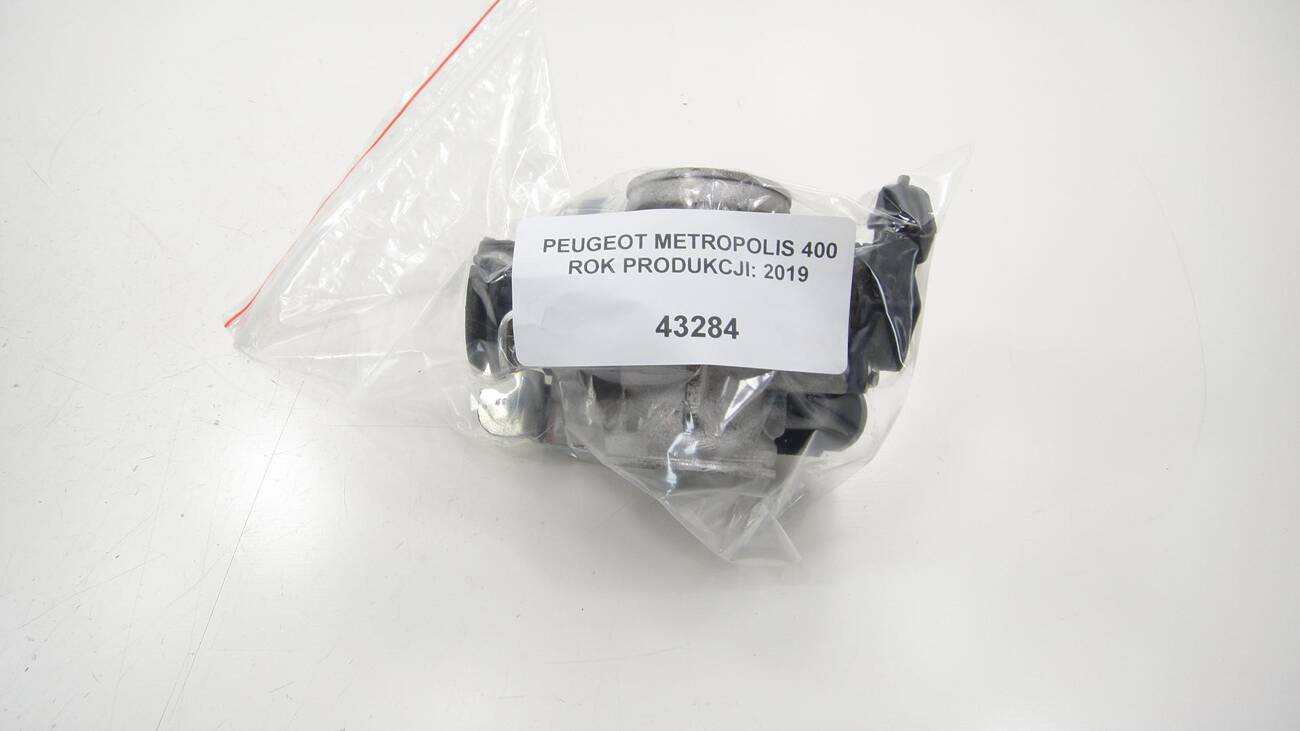 PEUGEOT METROPOLIS 400
ROK PRODUKCJI: 2019
43284